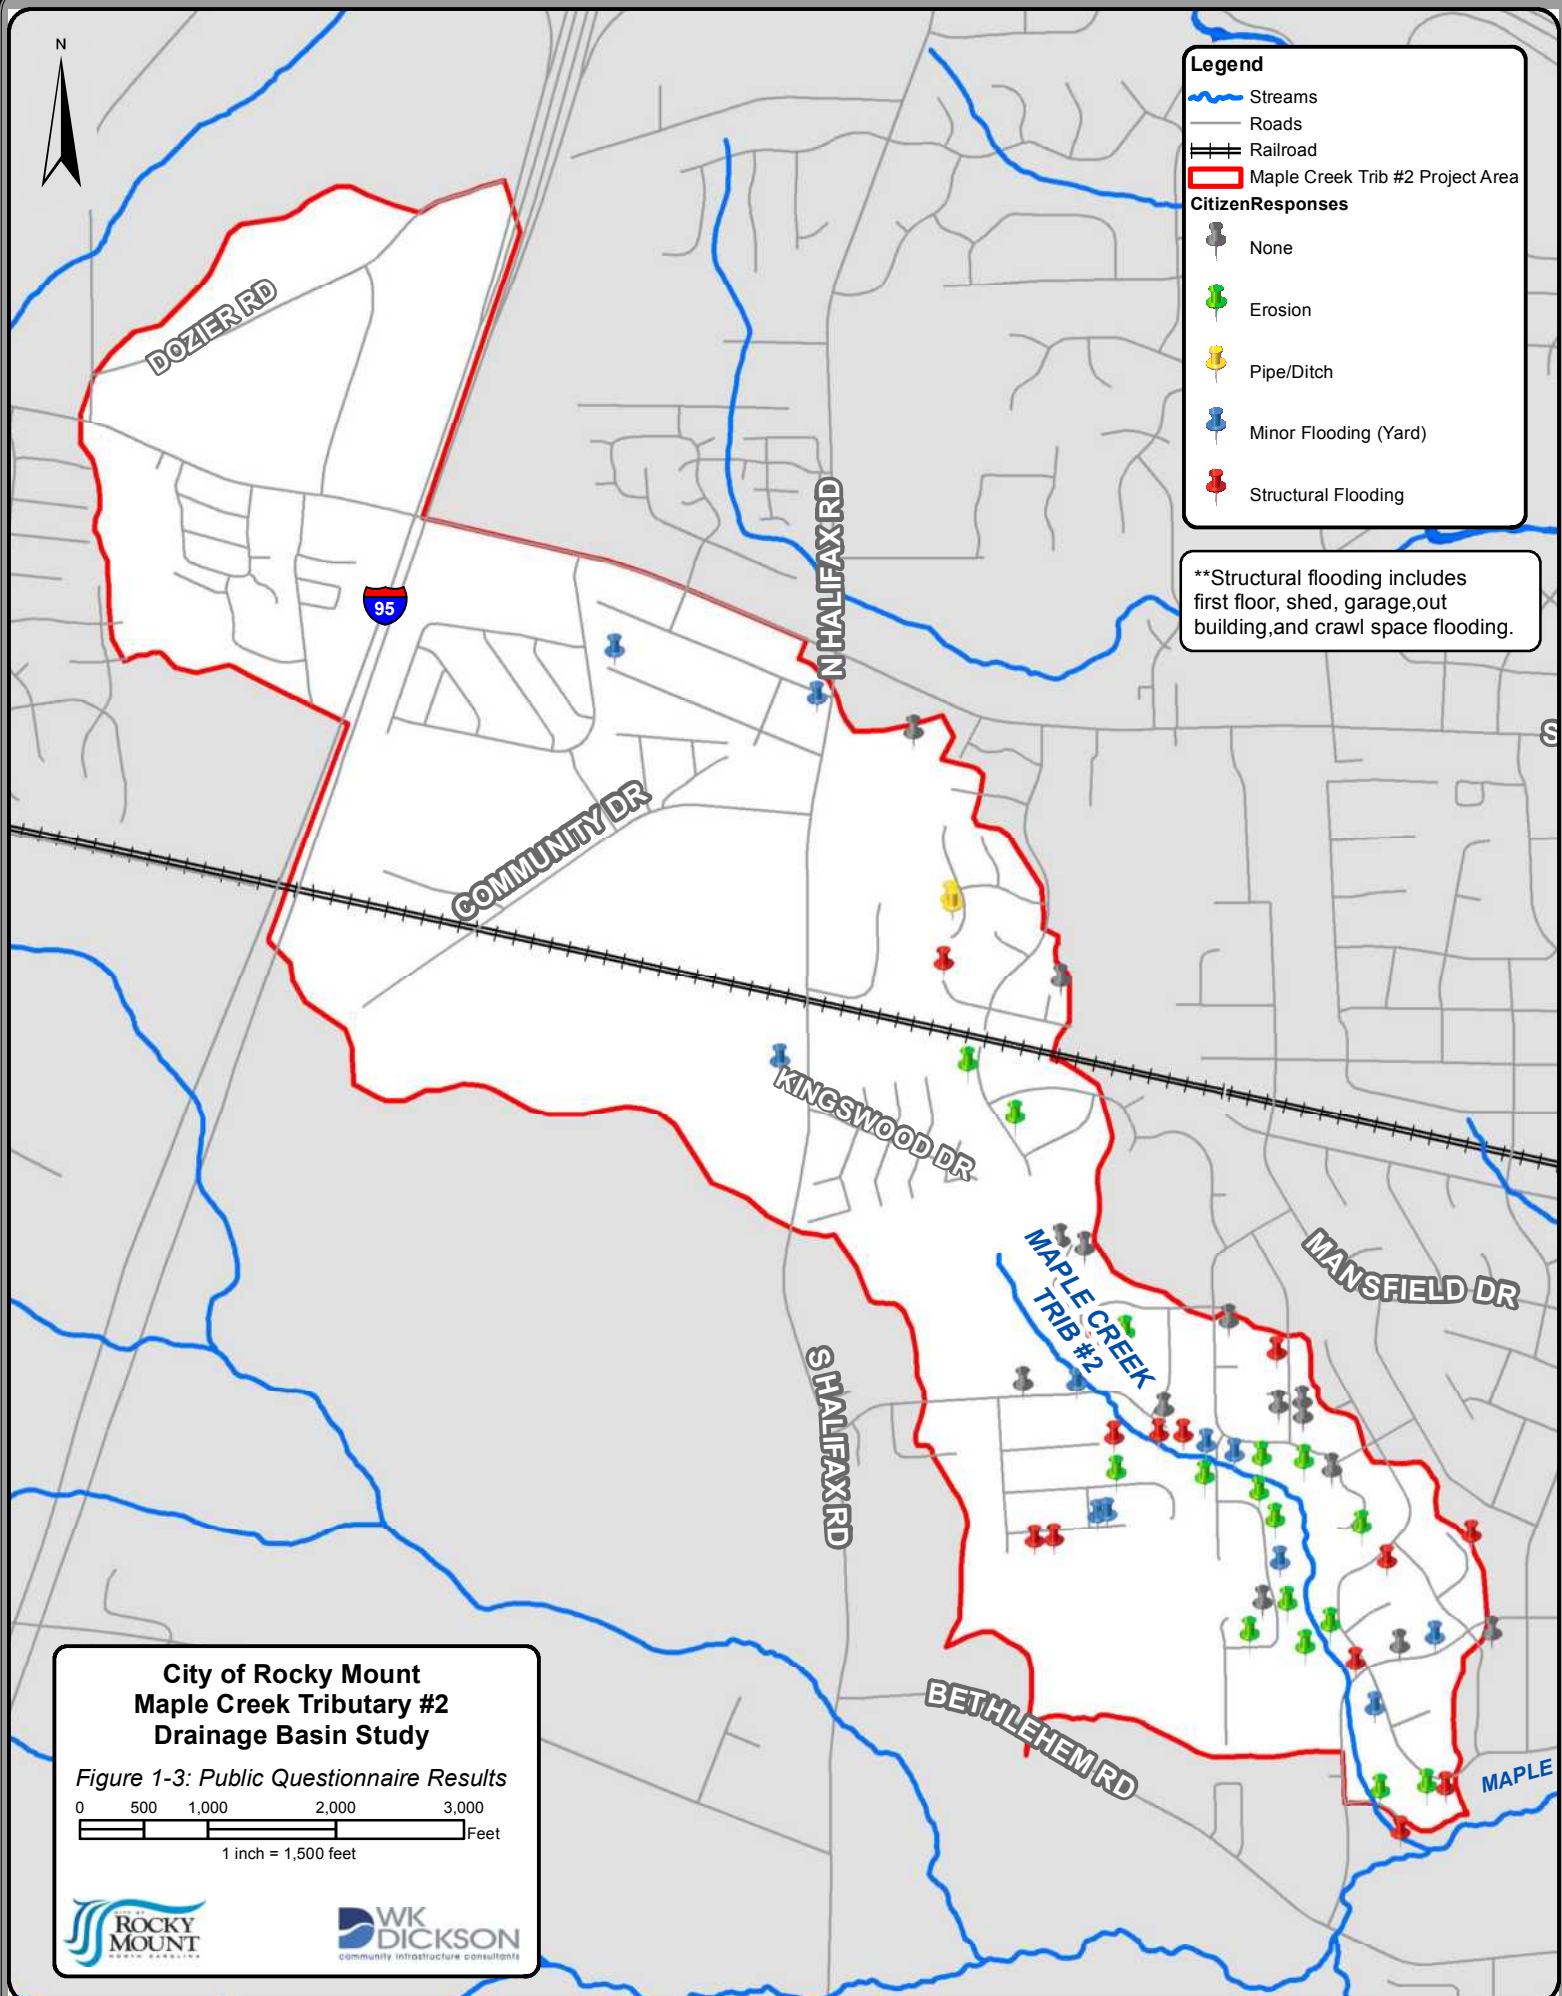 N
Legend
Streams
Roads
Railroad
Maple Creek Trib #2 Project Area
CitizenResponses
None
Erosion
Pipe/Ditch
Minor Flooding (Yard)
Structural Flooding
**Structural flooding includes
first floor, shed, garage,out
building,and crawl space flooding.
DOZIER RD
N HALIFAX RD
95
S
COMMUNITY DR
KINGSWOOD DR
MAPLE CREEK
TRIB #2
MANSFIELD DR
S HALIFAX RD
BETHLEHEM RD
MAPLE
City of Rocky Mount
Maple Creek Tributary #2
Drainage Basin Study
Figure 1-3: Public Questionnaire Results
0 500 1,000 2,000 3,000
Feet
1 inch = 1,500 feet
CITY OF
ROCKY
MOUNT
NORTH CAROLINA
WK
DICKSON
community infrastructure consultants